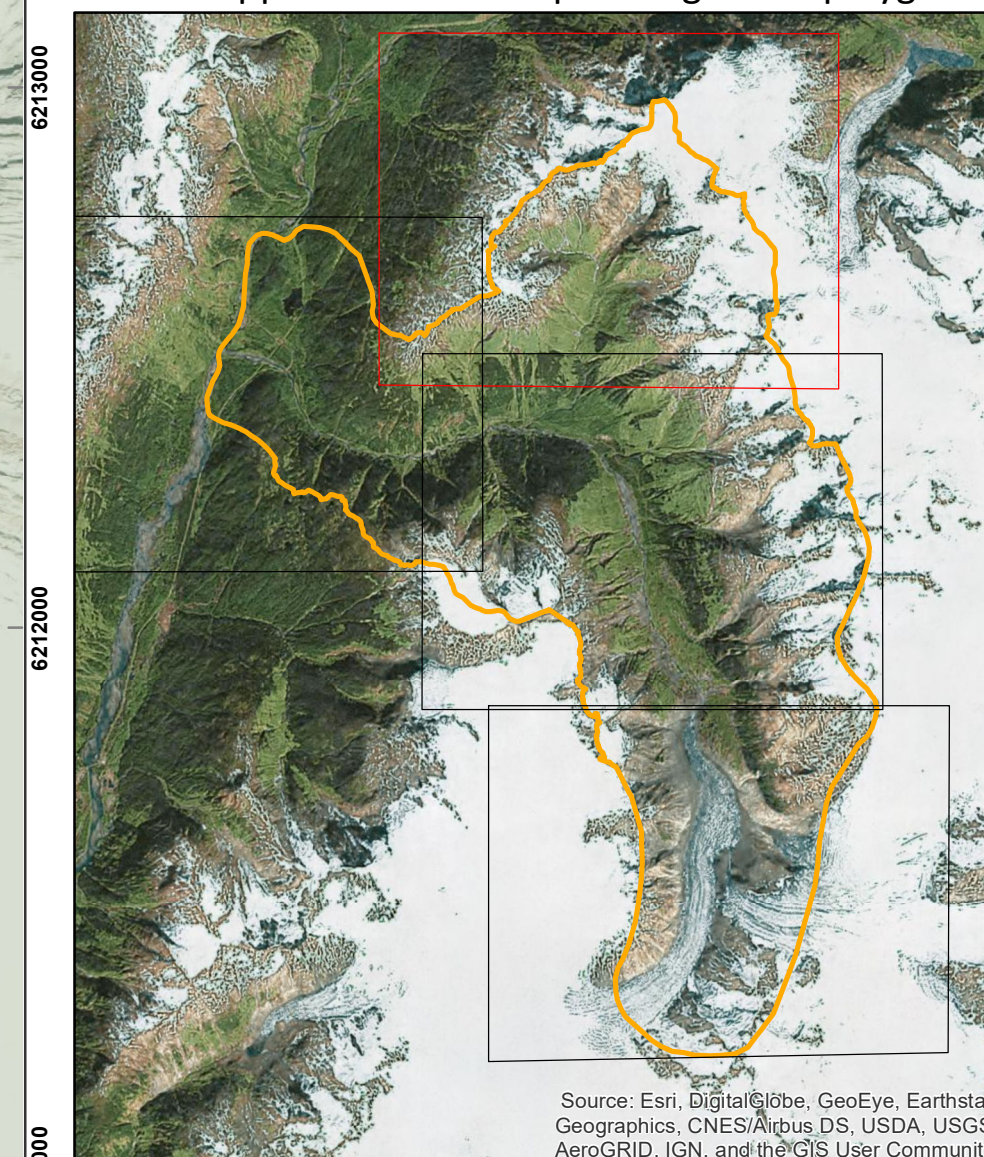 6213000
6212000
Source: Esri, DigitalGlobe, GeoEye, Earthsta
Geographics, CNES/Airbus DS, USDA, USGS
AeroGRID, IGN, and the GIS User Communit